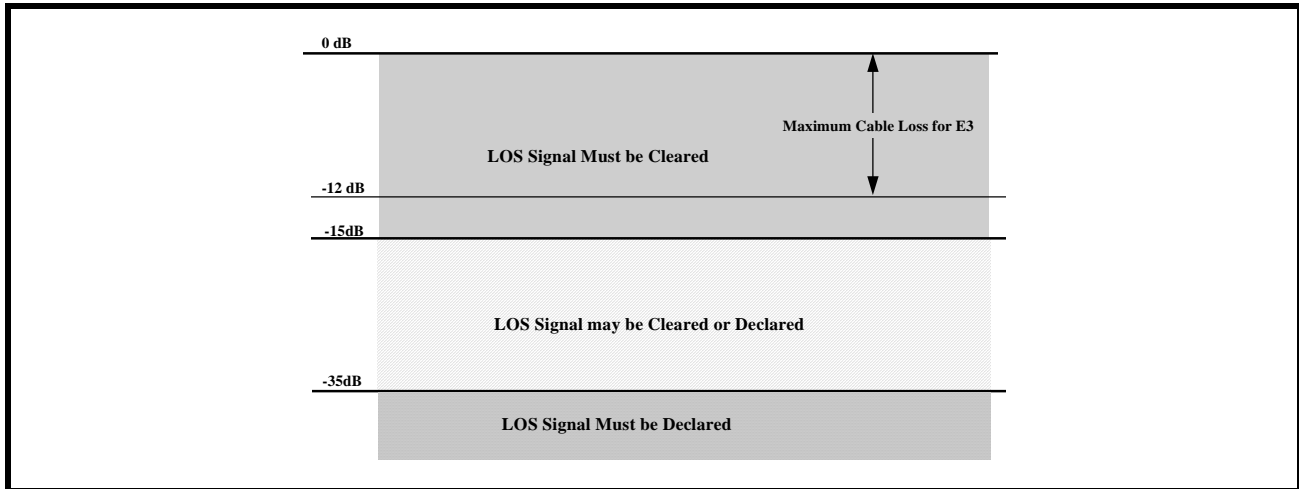 0 dB
Maximum Cable Loss for E3
LOS Signal Must be Cleared
-12 dB
-15dB
LOS Signal may be Cleared or Declared
-35dB
LOS Signal Must be Declared